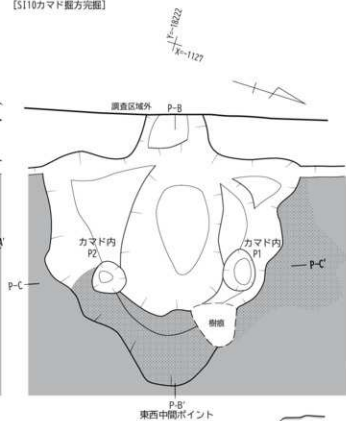 [SI10カマド掘方完掘]
Y=-18222
X=-1127
調査区域外
P-B
カマド内
P2
カマド内
P1
P-C
P-C'
樹痕
P-B'
東西中間ポイント